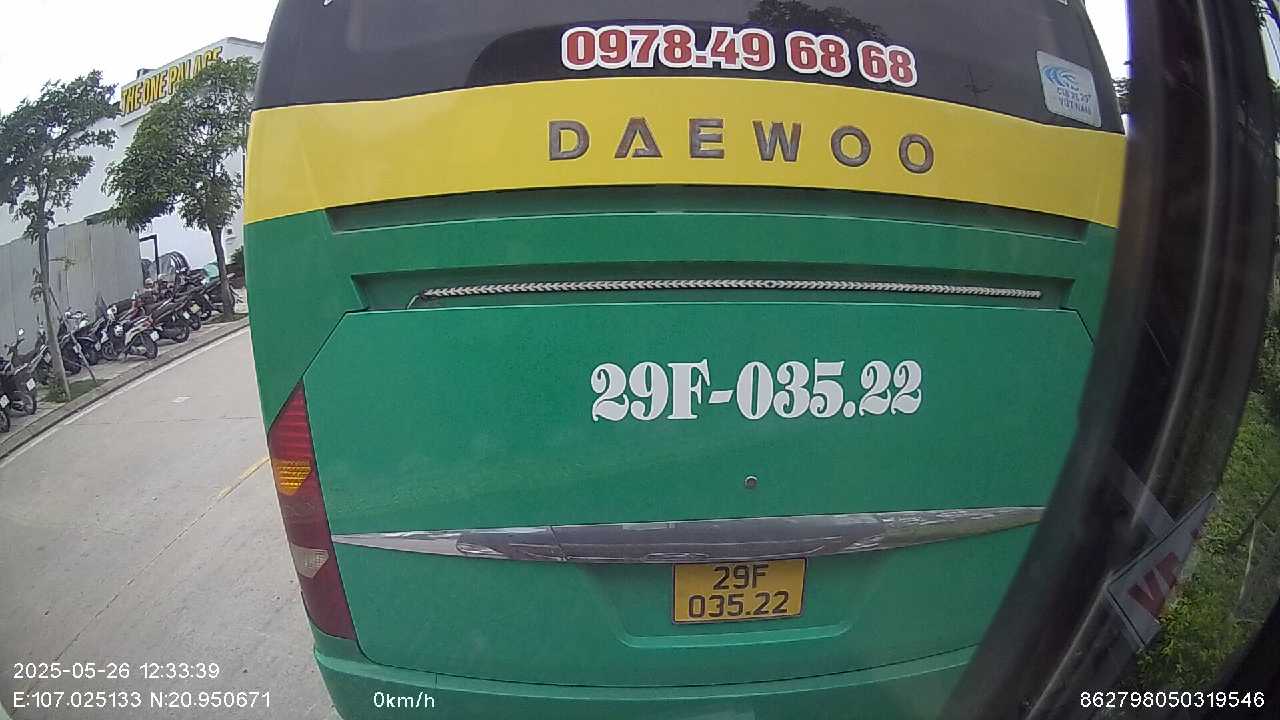 THE ONE PALACE
0978.49 68 68
DAEWOO
29F-035.22
29F
035.22
2025-05-26 12:33:39
E:107.025133 N:20.950671
0km/h
862798050319546